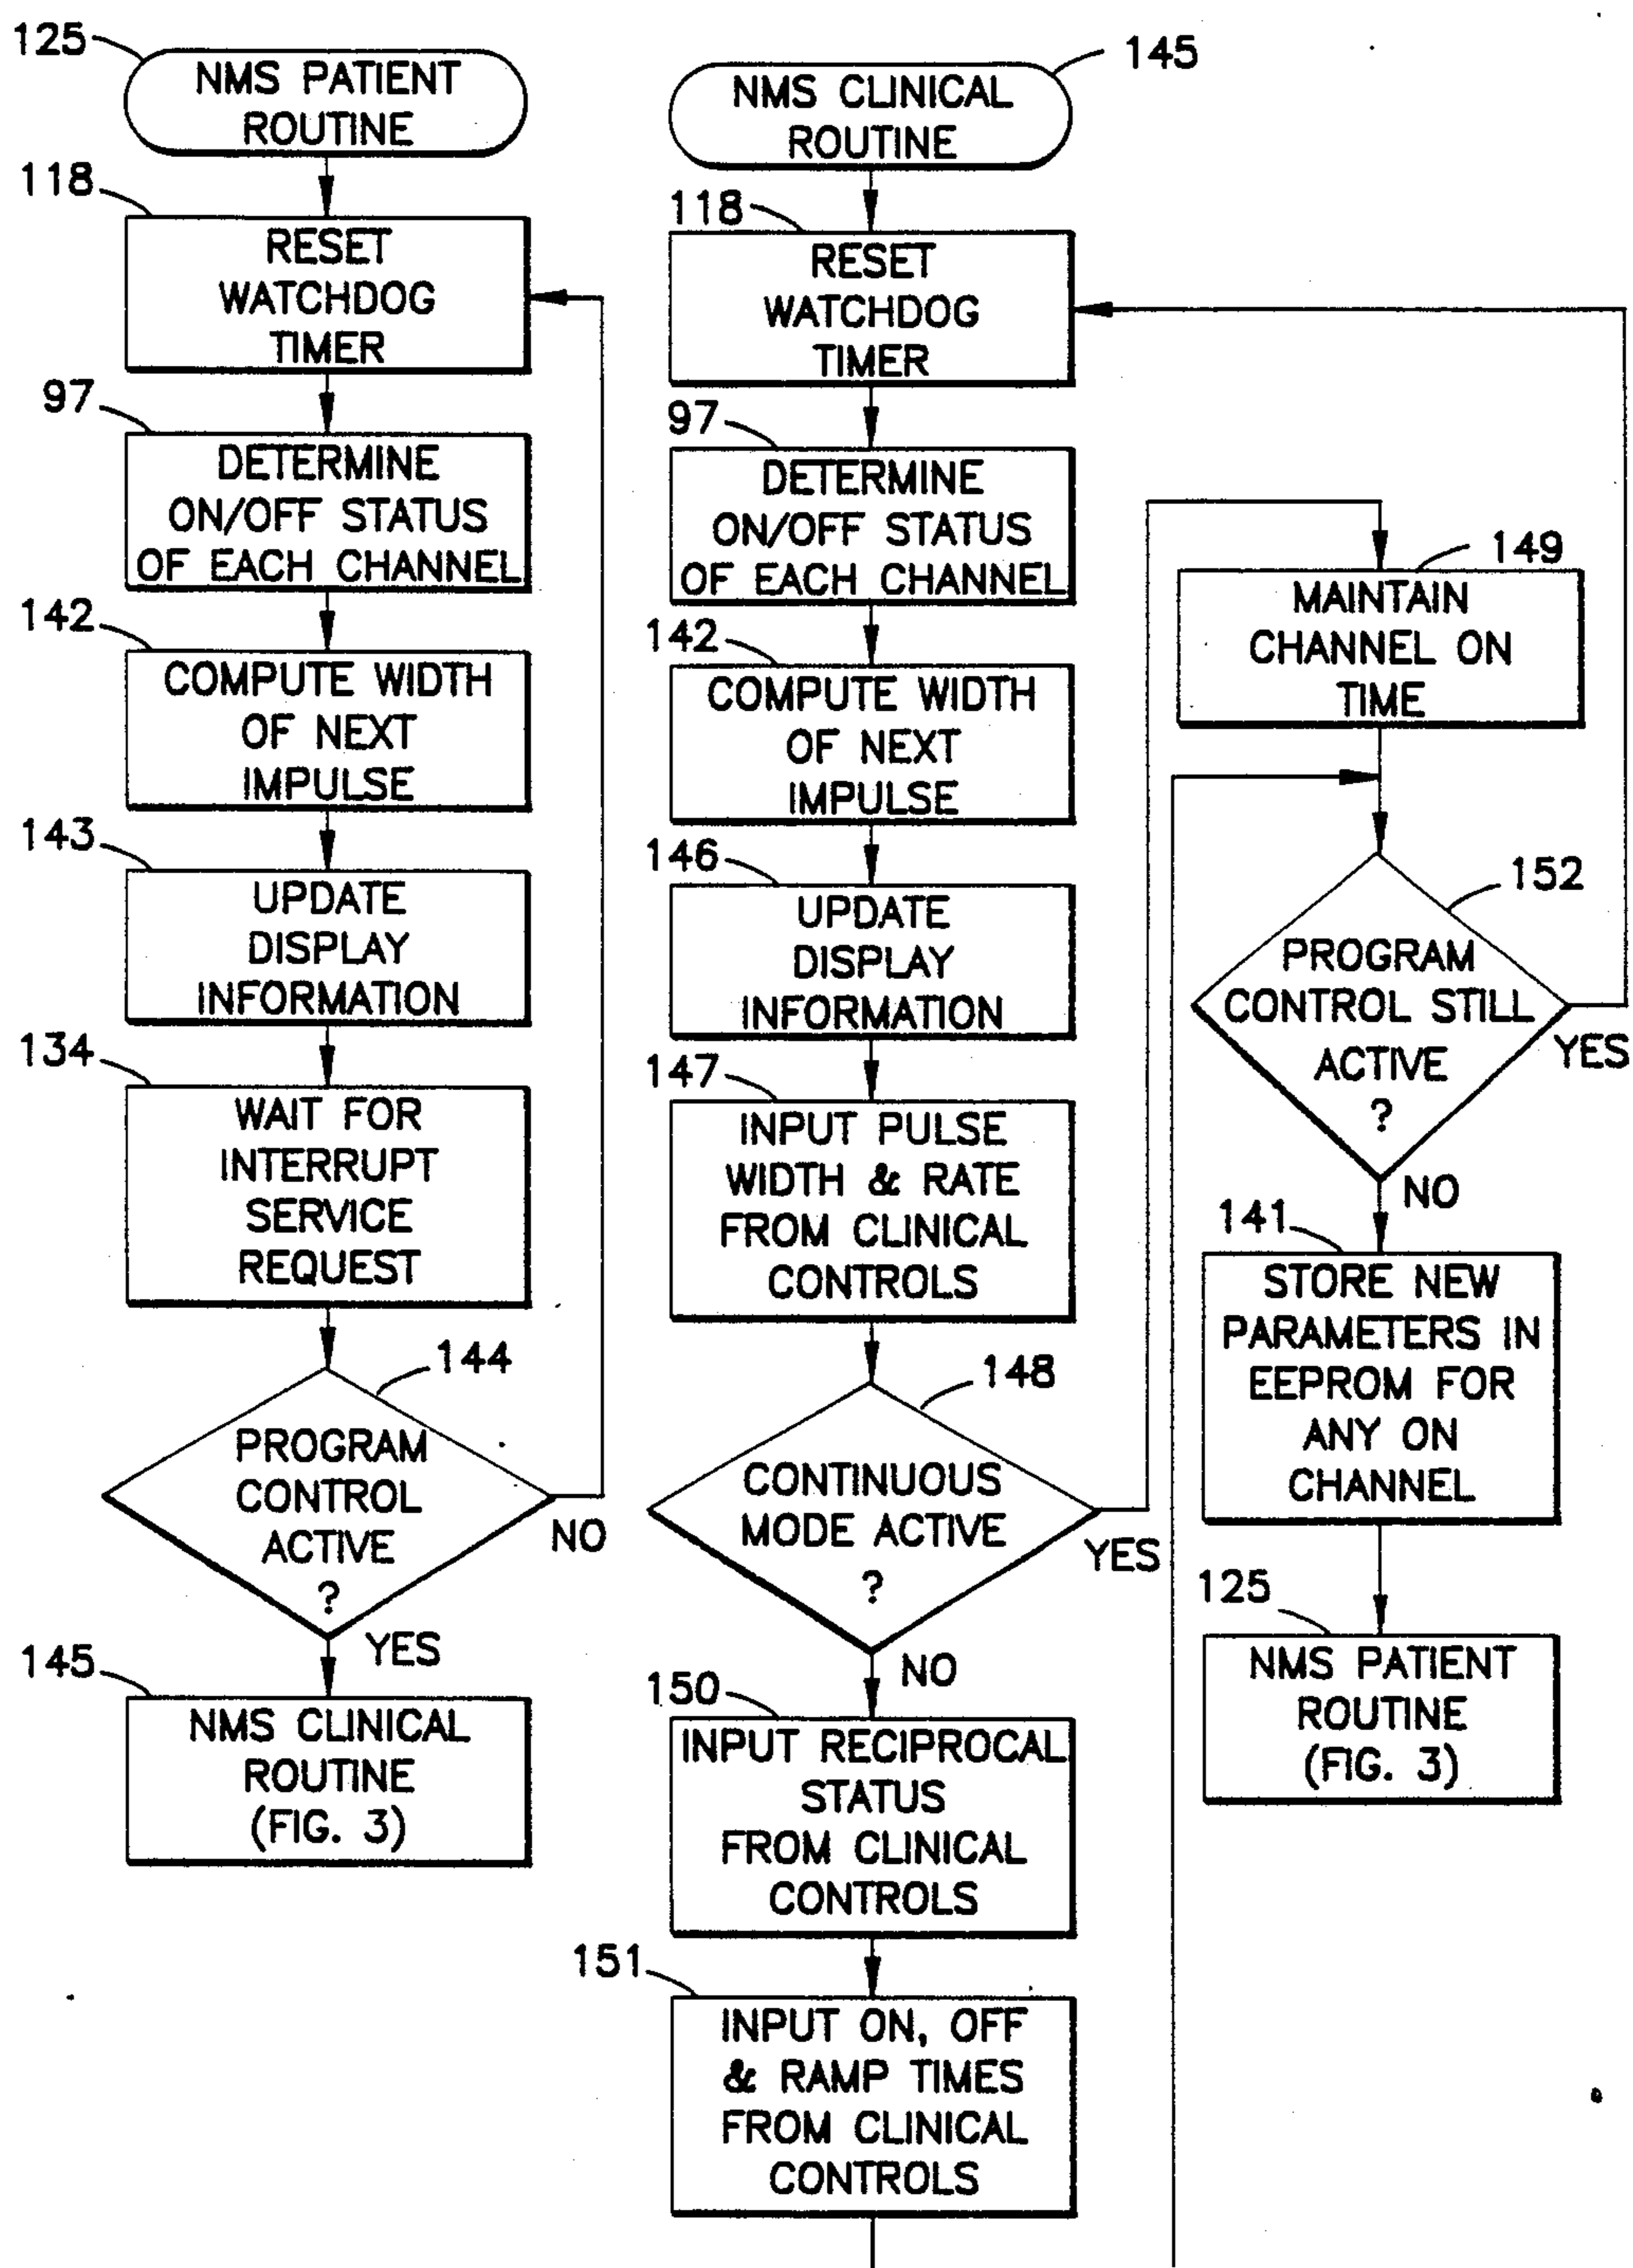 125
NMS PATIENT
ROUTINE
118
RESET
WATCHDOG
TIMER
97
DETERMINE
ON/OFF STATUS
OF EACH CHANNEL
142
COMPUTE WIDTH
OF NEXT
IMPULSE
143
UPDATE
DISPLAY
INFORMATION
134
WAIT FOR
INTERRUPT
SERVICE
REQUEST
144
PROGRAM
CONTROL
ACTIVE
?
NO
YES
145
NMS CLINICAL
ROUTINE
(FIG. 3)
145
NMS CLINICAL
ROUTINE
118
RESET
WATCHDOG
TIMER
97
DETERMINE
ON/OFF STATUS
OF EACH CHANNEL
142
COMPUTE WIDTH
OF NEXT
IMPULSE
146
UPDATE
DISPLAY
INFORMATION
147
INPUT PULSE
WIDTH & RATE
FROM CLINICAL
CONTROLS
148
CONTINUOUS
MODE ACTIVE
?
YES
NO
150
INPUT RECIPROCAL
STATUS
FROM CLINICAL
CONTROLS
151
INPUT ON, OFF
& RAMP TIMES
FROM CLINICAL
CONTROLS
149
MAINTAIN
CHANNEL ON
TIME
152
PROGRAM
CONTROL STILL
ACTIVE
?
YES
NO
141
STORE NEW
PARAMETERS IN
EEPROM FOR
ANY ON
CHANNEL
125
NMS PATIENT
ROUTINE
(FIG. 3)